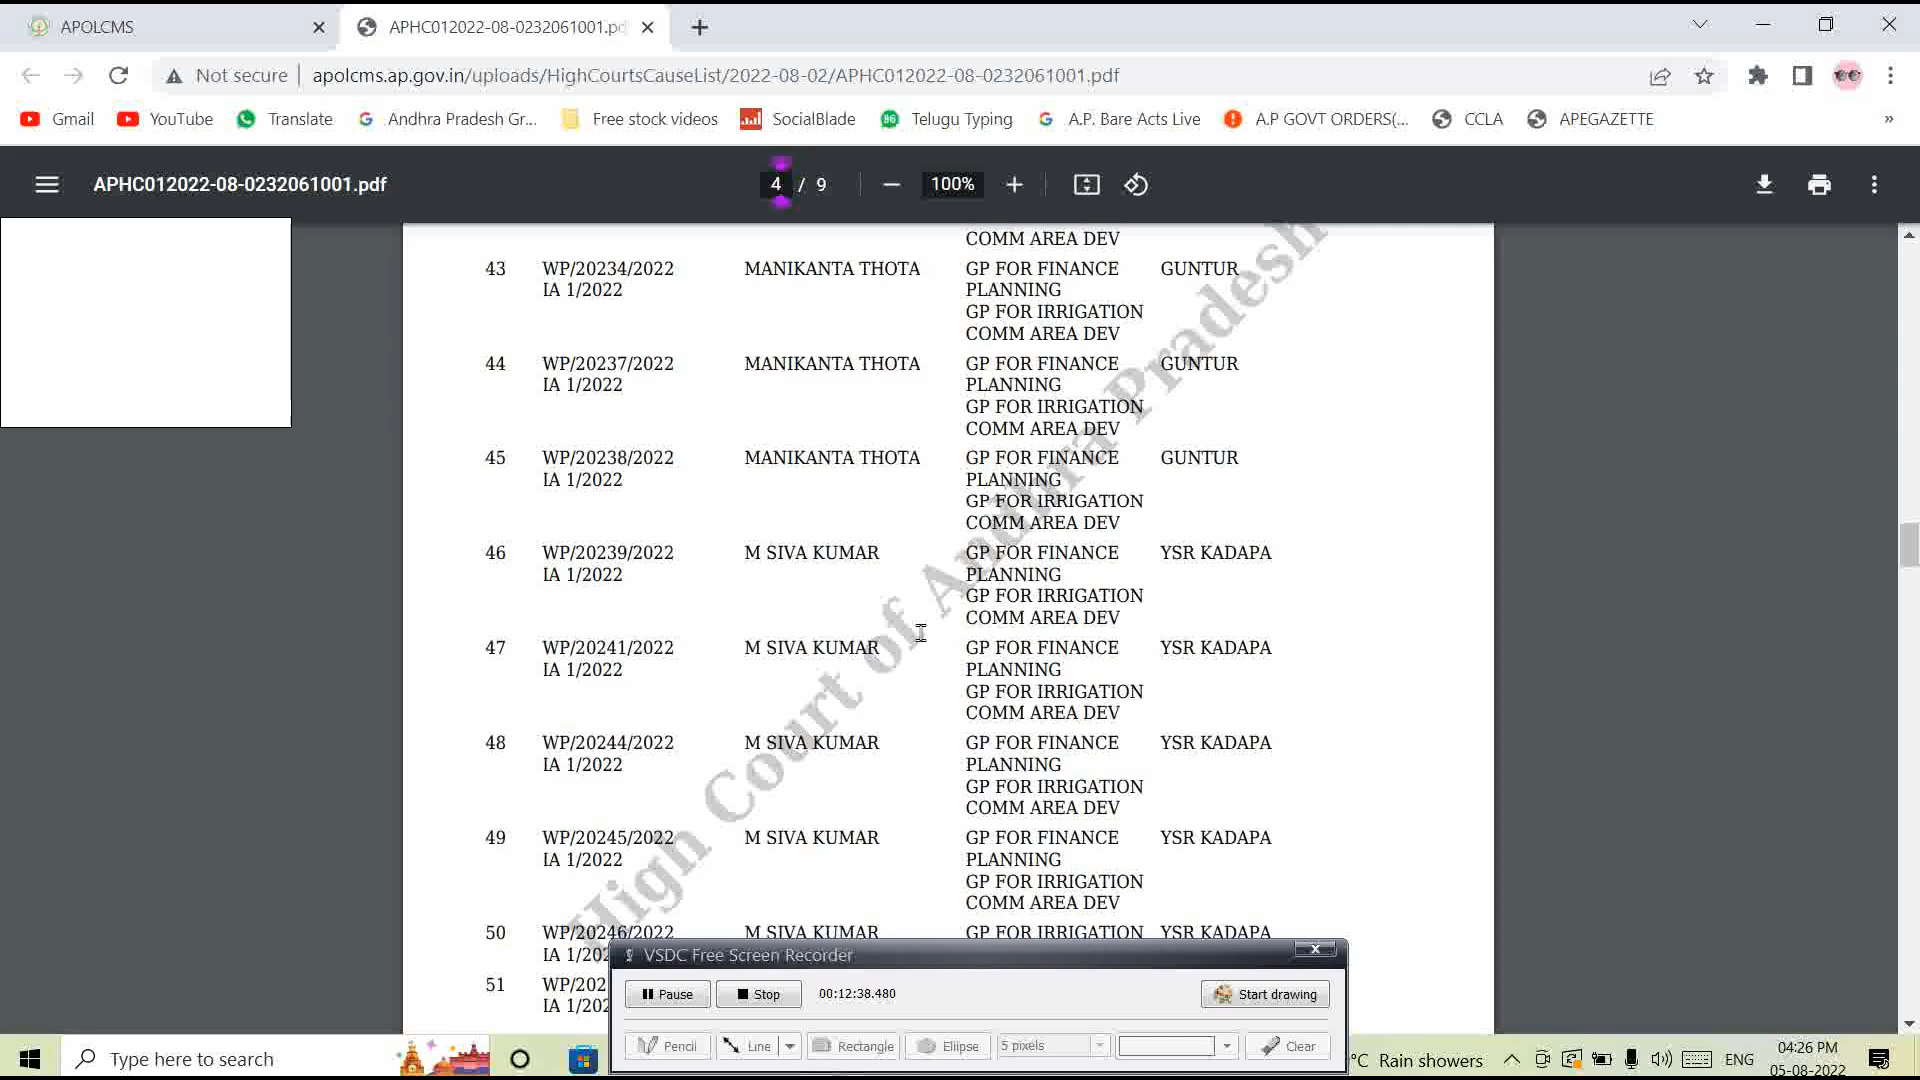 APOLCMS
APHC012022-08-0232061001.pd
Not secure
apolcms.ap.gov.in/uploads/HighCourtsCauseList/2022-08-02/APHC012022-08-0232061001.pdf
Gmail YouTube Translate Andhra Pradesh Gr... Free stock videos SocialBlade Telugu Typing A.P. Bare Acts Live A.P GOVT ORDERS(... CCLA APEGAZETTE »
APHC012022-08-0232061001.pdf 4 / 9 100%
COMM AREA DEV
43 WP/20234/2022 MANIKANTA THOTA GP FOR FINANCE GUNTUR
IA 1/2022 PLANNING
GP FOR IRRIGATION
COMM AREA DEV
44 WP/20237/2022 MANIKANTA THOTA GP FOR FINANCE GUNTUR
IA 1/2022 PLANNING
GP FOR IRRIGATION
COMM AREA DEV
45 WP/20238/2022 MANIKANTA THOTA GP FOR FINANCE GUNTUR
IA 1/2022 PLANNING
GP FOR IRRIGATION
COMM AREA DEV
46 WP/20239/2022 M SIVA KUMAR GP FOR FINANCE YSR KADAPA
IA 1/2022 PLANNING
GP FOR IRRIGATION
COMM AREA DEV
47 WP/20241/2022 M SIVA KUMAR GP FOR FINANCE YSR KADAPA
IA 1/2022 PLANNING
GP FOR IRRIGATION
COMM AREA DEV
48 WP/20244/2022 M SIVA KUMAR GP FOR FINANCE YSR KADAPA
IA 1/2022 PLANNING
GP FOR IRRIGATION
COMM AREA DEV
49 WP/20245/2022 M SIVA KUMAR GP FOR FINANCE YSR KADAPA
IA 1/2022 PLANNING
GP FOR IRRIGATION
COMM AREA DEV
50 WP/20246/2022 M SIVA KUMAR GP FOR IRRIGATION YSR KADAPA
IA 1/202
51 WP/202
IA 1/202
High Court of Andhra Pradesh
VSDC Free Screen Recorder
Pause Stop 00:12:38.480 Start drawing
Pencil Line Rectangle Ellipse 5 pixels Clear
Type here to search
°C Rain showers ENG 04:26 PM
05-08-2022